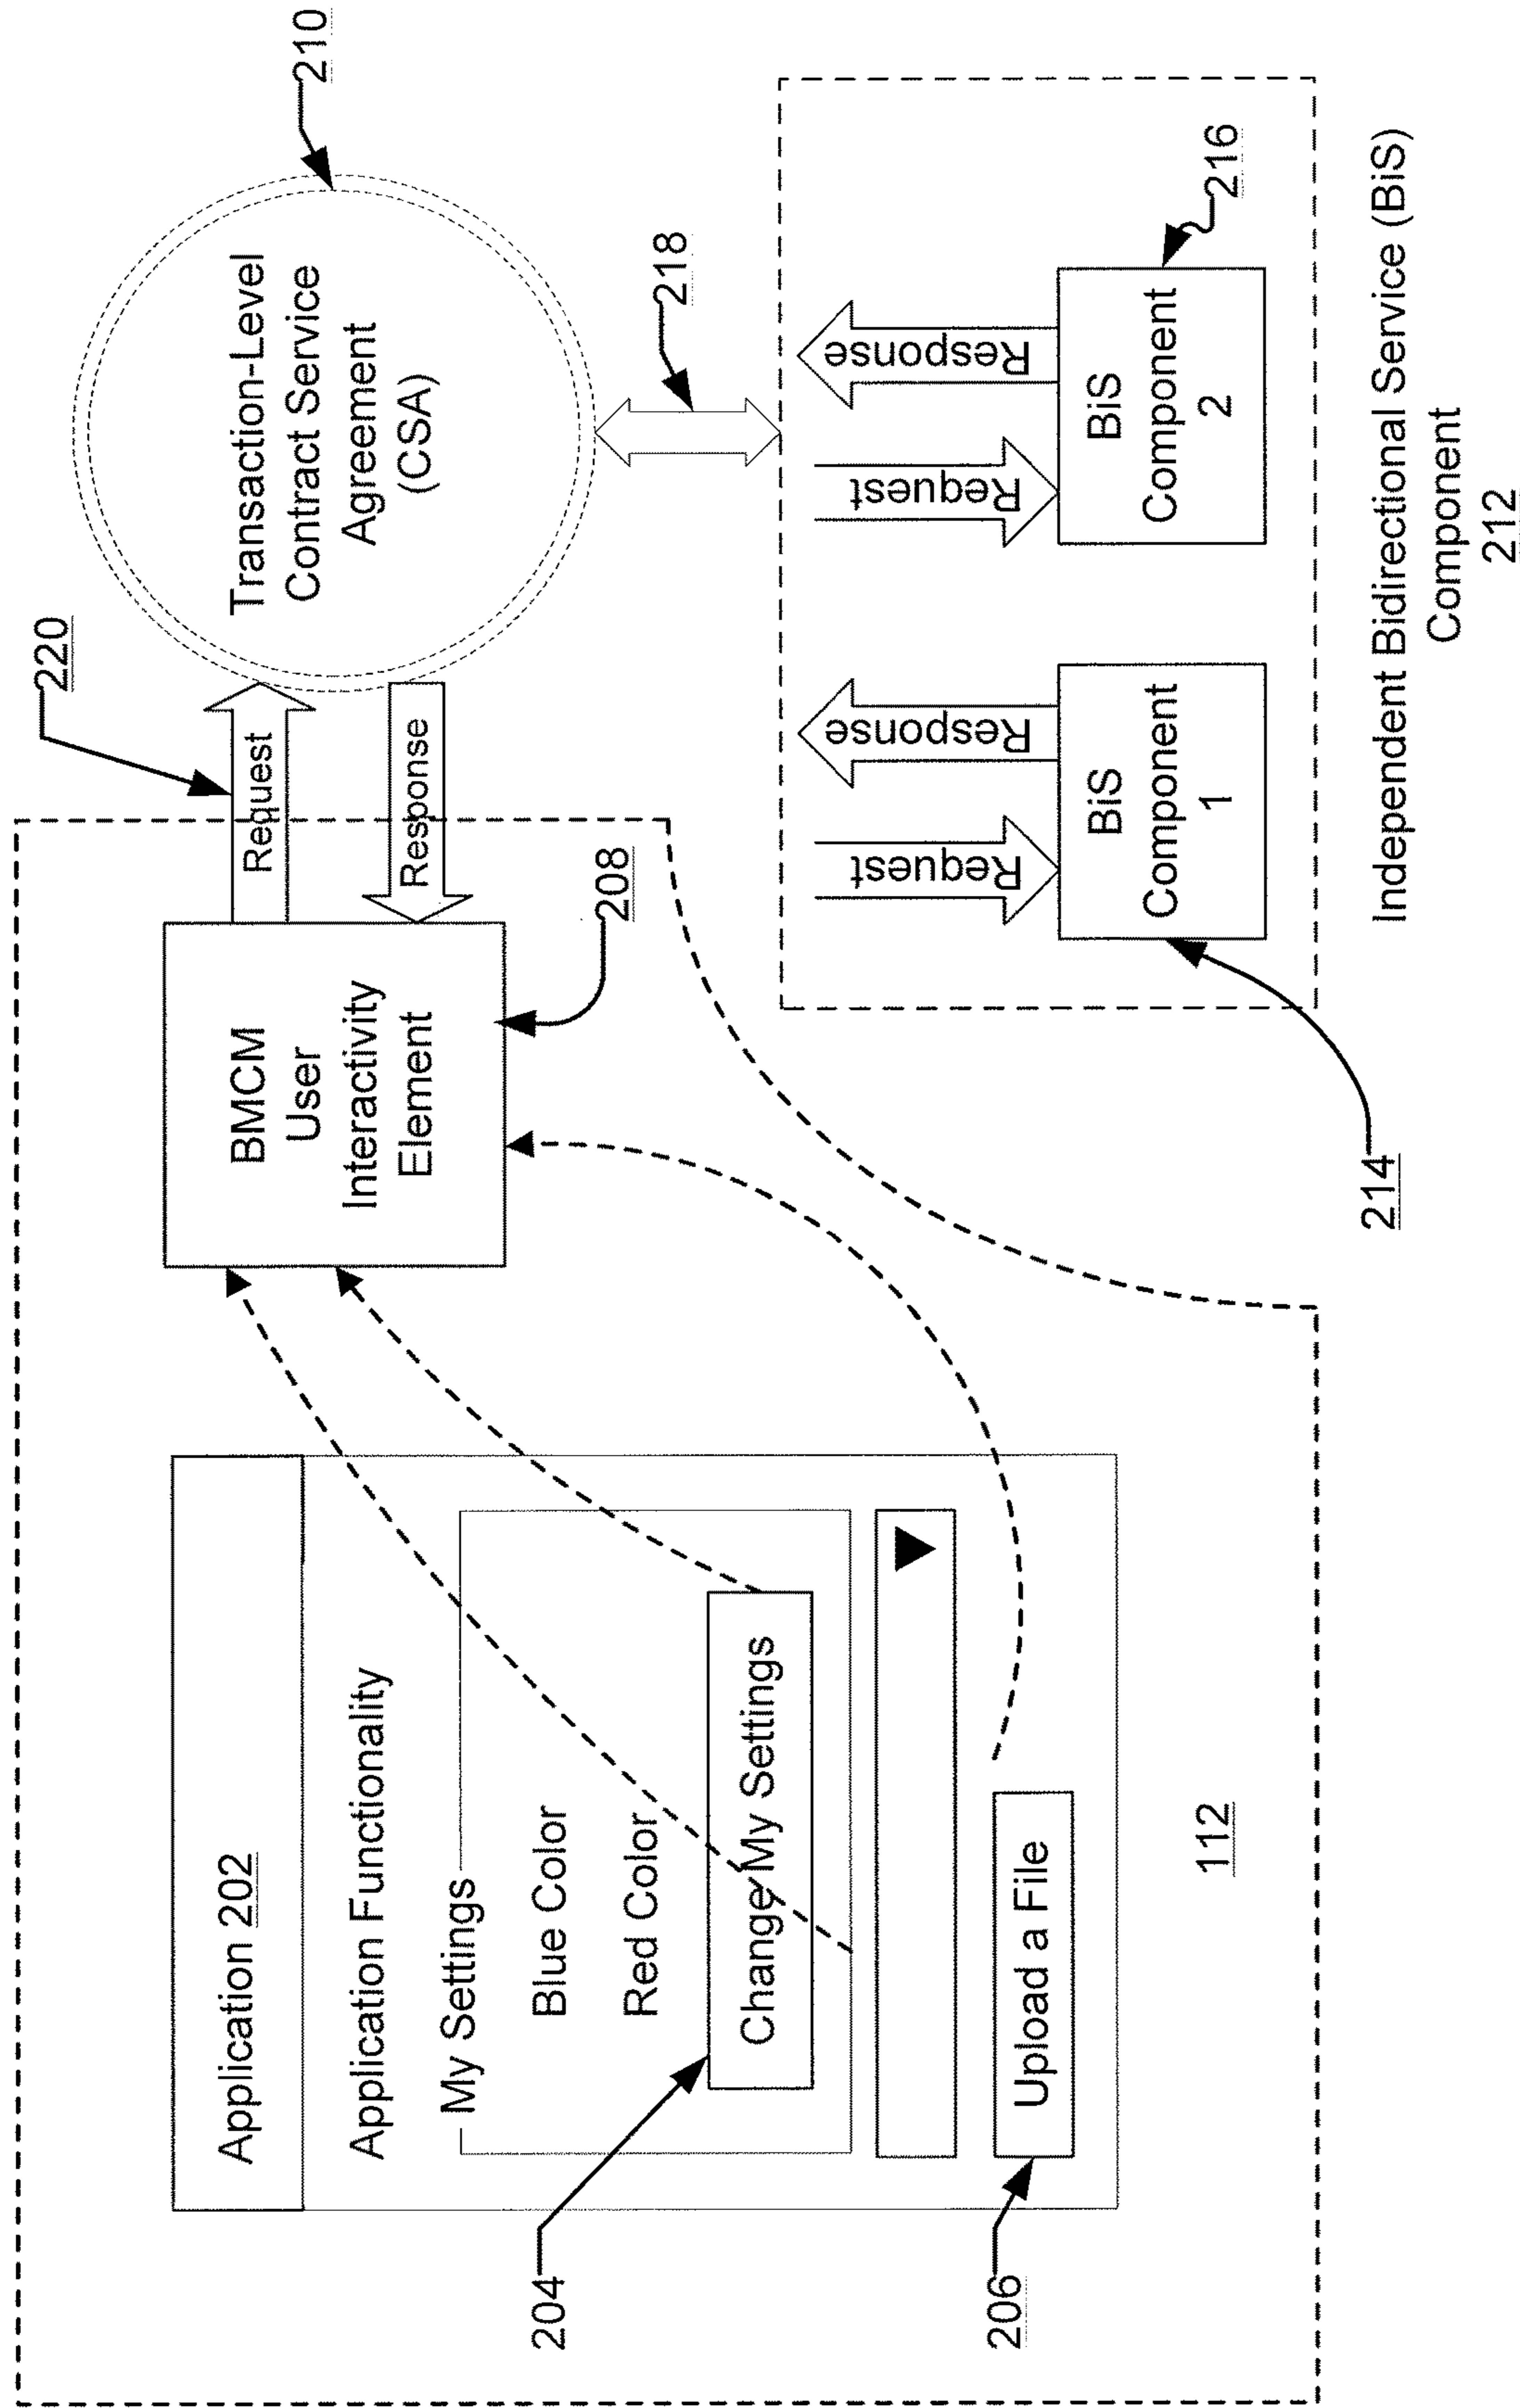 Application 202
Application Functionality
My Settings
Blue Color
Red Color
Change My Settings
Upload a File
204
206
112
BMCM
User
Interactivity
Element
208
220
Request
Response
Transaction-Level
Contract Service
Agreement
(CSA)
210
218
Request
Response
BiS
Component
1
214
Request
Response
BiS
Component
2
216
Independent Bidirectional Service (BiS)
Component
212